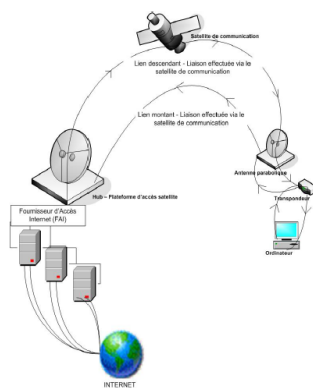 Satellite de communication
Lien descendant - Liaison effectuée via le
satellite de communication
Lien montant - Liaison effectuée via le
satellite de communication
Antenne parabolique
Hub – Plateforme d'accès satellite
Transpondeur
Fournisseur d'Accès
Internet (FAI)
Ordinateur
INTERNET